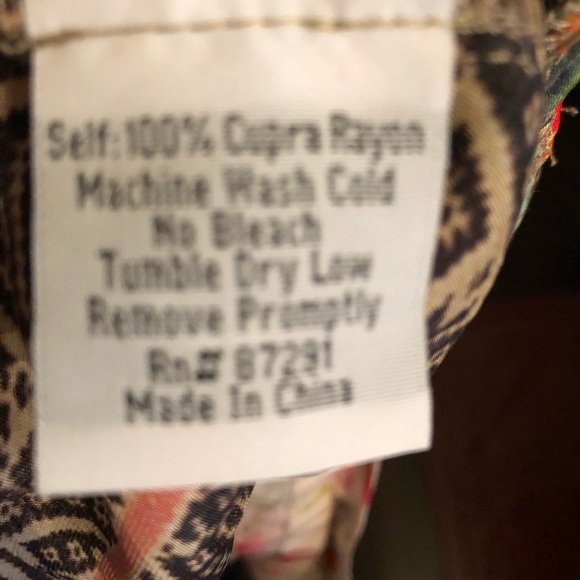 Self:100% Cupra Rayon
Machine Wash Cold
No Bleach
Tumble Dry Low
Remove Promptly
Rn# 87291
Made In China